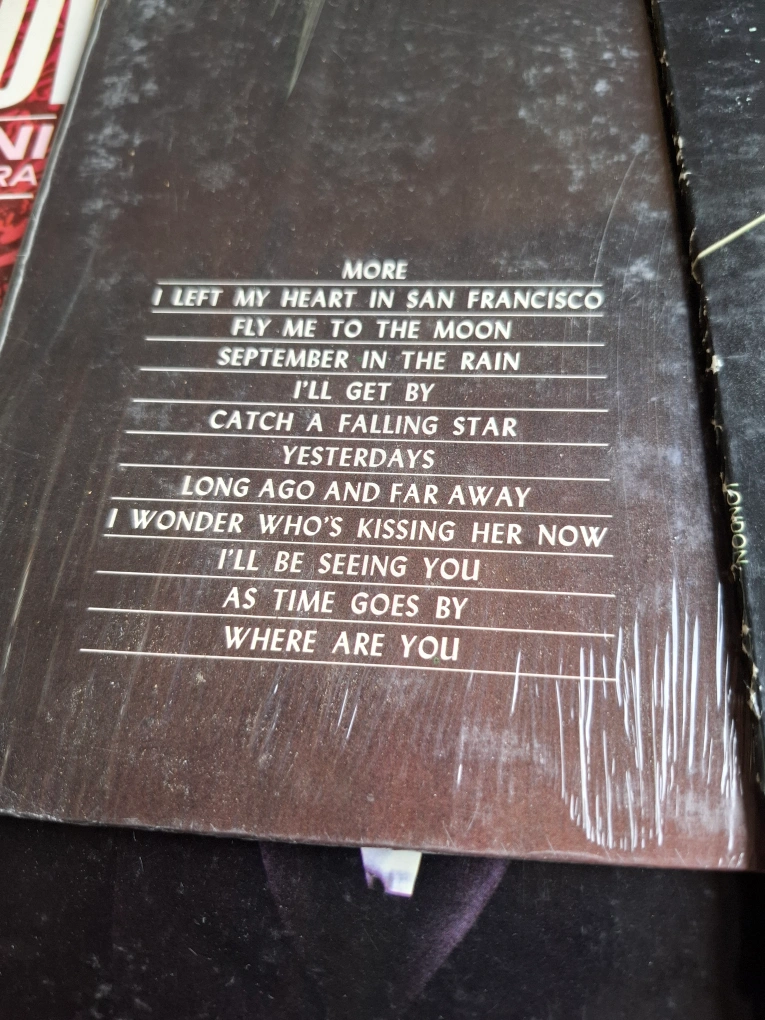 NI
RA
MORE
I LEFT MY HEART IN SAN FRANCISCO
FLY ME TO THE MOON
SEPTEMBER IN THE RAIN
I'LL GET BY
CATCH A FALLING STAR
YESTERDAYS
LONG AGO AND FAR AWAY
I WONDER WHO'S KISSING HER NOW
I'LL BE SEEING YOU
AS TIME GOES BY
WHERE ARE YOU